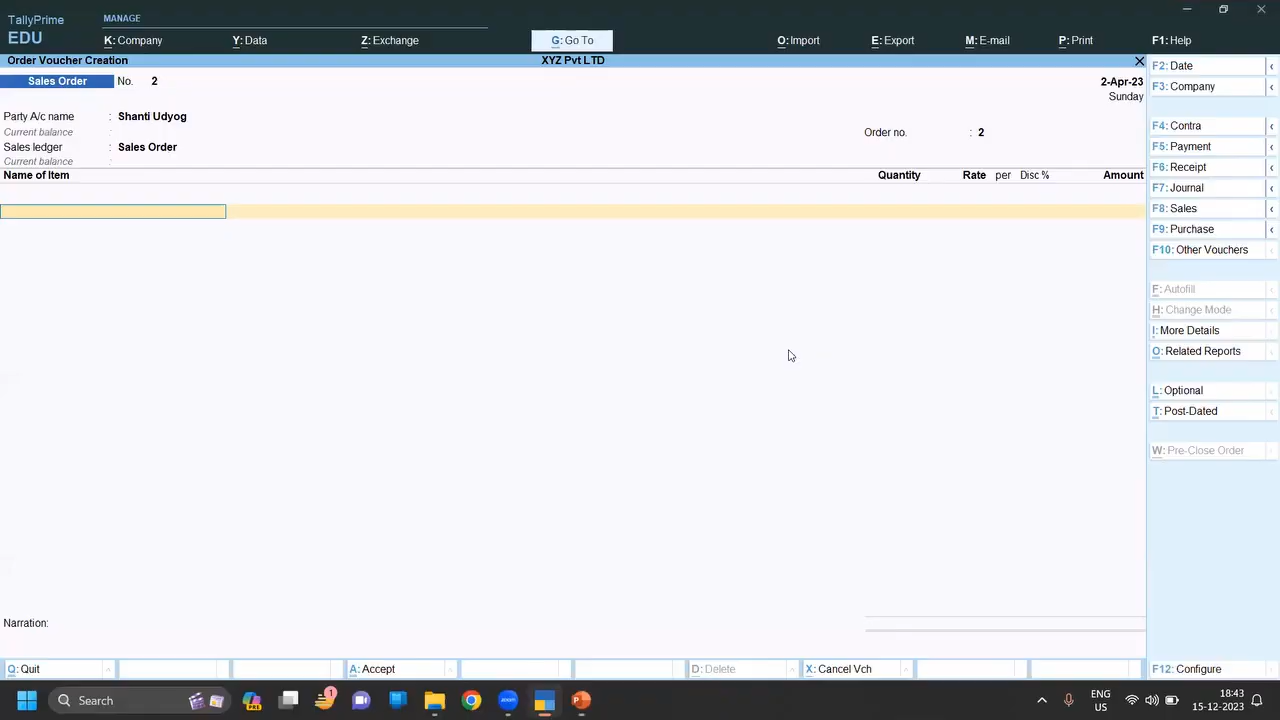 TallyPrime
EDU
MANAGE
K: Company
Y: Data
Z: Exchange
G: Go To
O: Import
E: Export
M: E-mail
P: Print
F1: Help
Order Voucher Creation
XYZ Pvt LTD
Sales Order No. 2
2-Apr-23
Sunday
Party A/c name : Shanti Udyog
Current balance :
Order no. : 2
Sales ledger : Sales Order
Current balance :
Name of Item Quantity Rate per Disc % Amount
Narration:
F2: Date
F3: Company
F4: Contra
F5: Payment
F6: Receipt
F7: Journal
F8: Sales
F9: Purchase
F10: Other Vouchers
F: Autofill
H: Change Mode
I: More Details
O: Related Reports
L: Optional
T: Post-Dated
W: Pre-Close Order
Q: Quit
A: Accept
D: Delete
X: Cancel Vch
F12: Configure
Search
PRE
1
zoom
ENG
US
18:43
15-12-2023